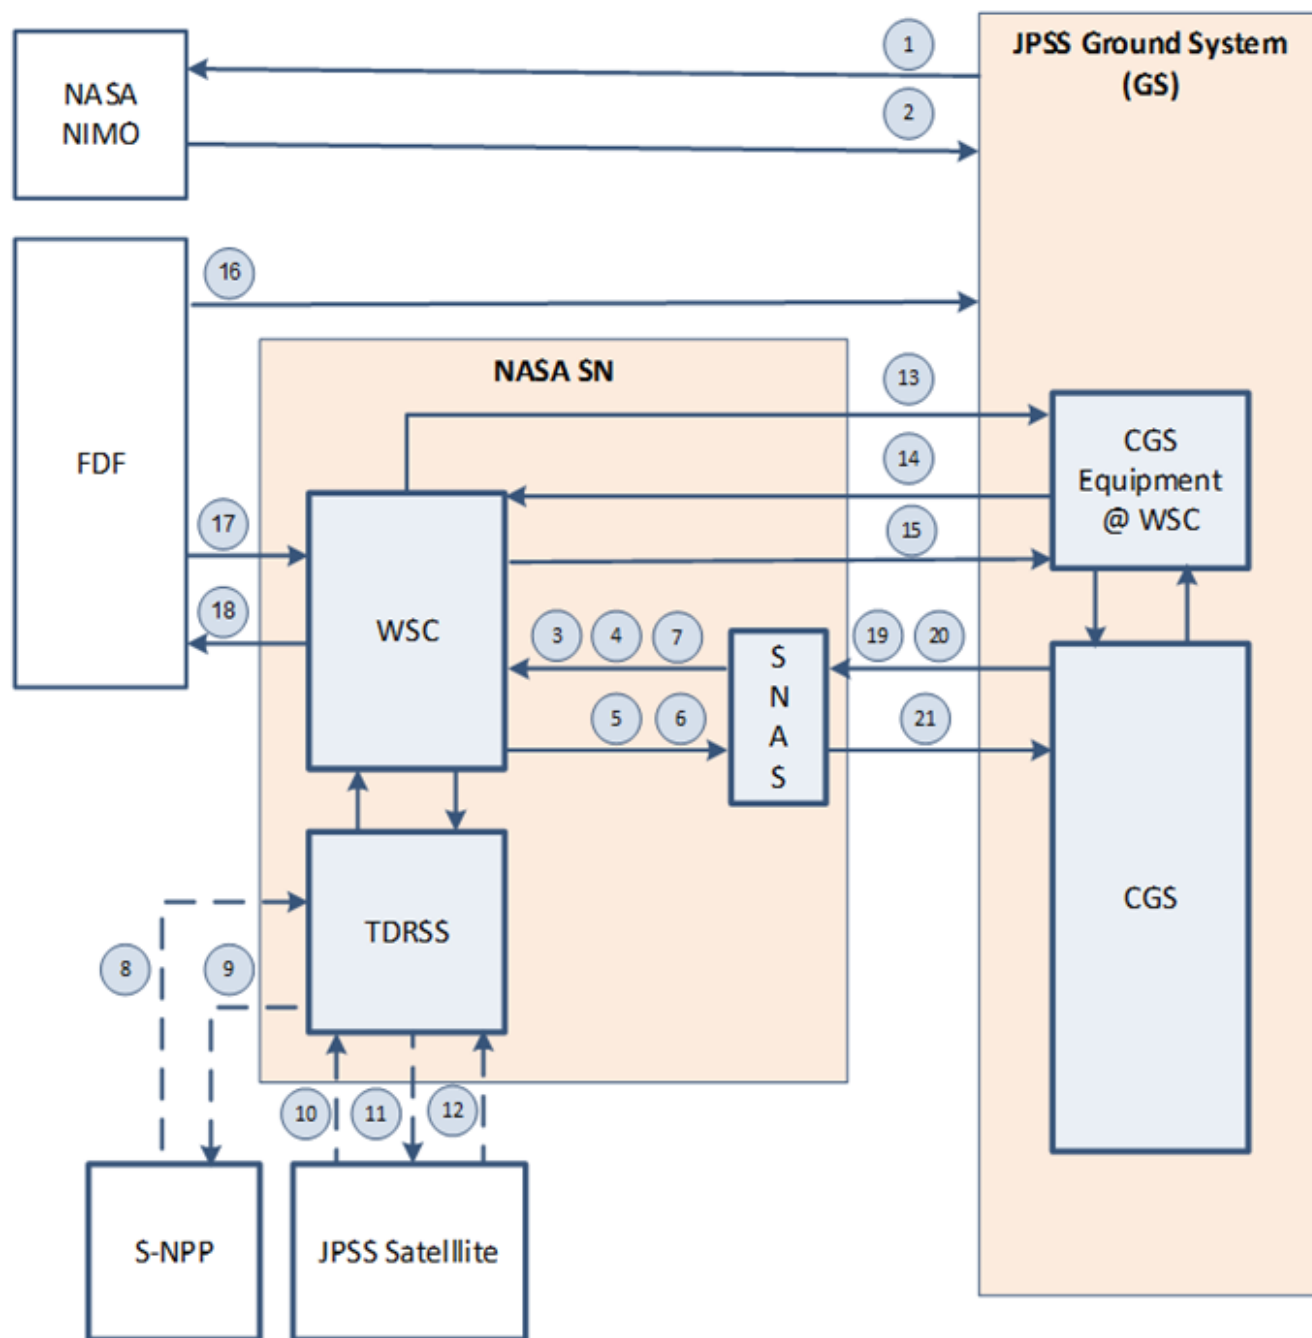 1
JPSS Ground System
(GS)
NASA
NIMO
2
16
FDF
NASA SN
13
CGS
Equipment
@ WSC
14
15
17
18
WSC
3 4 7
19 20
5 6
21
S
N
A
S
TDRSS
CGS
8
9
10
11
12
S-NPP
JPSS Satelllite